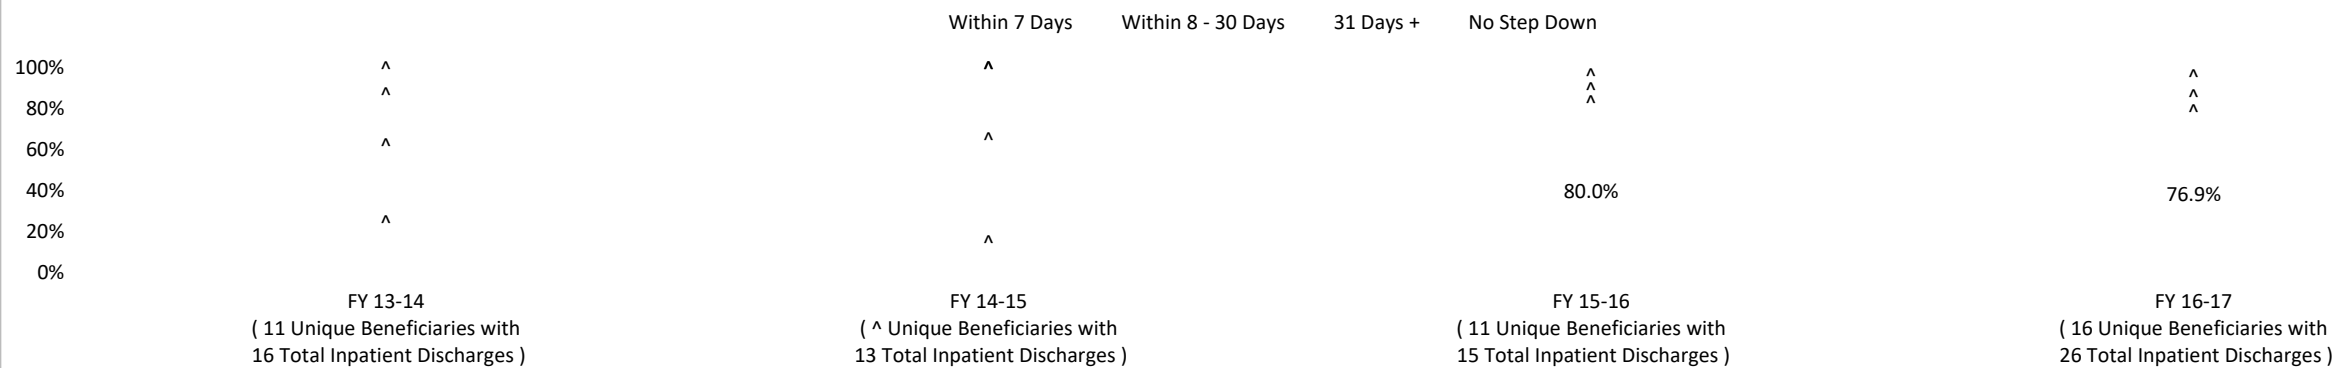 Within 7 Days Within 8 - 30 Days 31 Days + No Step Down
100% ^ ^ ^ ^
^ ^ ^ ^
80% ^ ^
60% ^ ^
40% 80.0% 76.9%
20% ^ ^
0%
FY 13-14 FY 14-15 FY 15-16 FY 16-17
( 11 Unique Beneficiaries with ( ^ Unique Beneficiaries with ( 11 Unique Beneficiaries with ( 16 Unique Beneficiaries with
16 Total Inpatient Discharges ) 13 Total Inpatient Discharges ) 15 Total Inpatient Discharges ) 26 Total Inpatient Discharges )